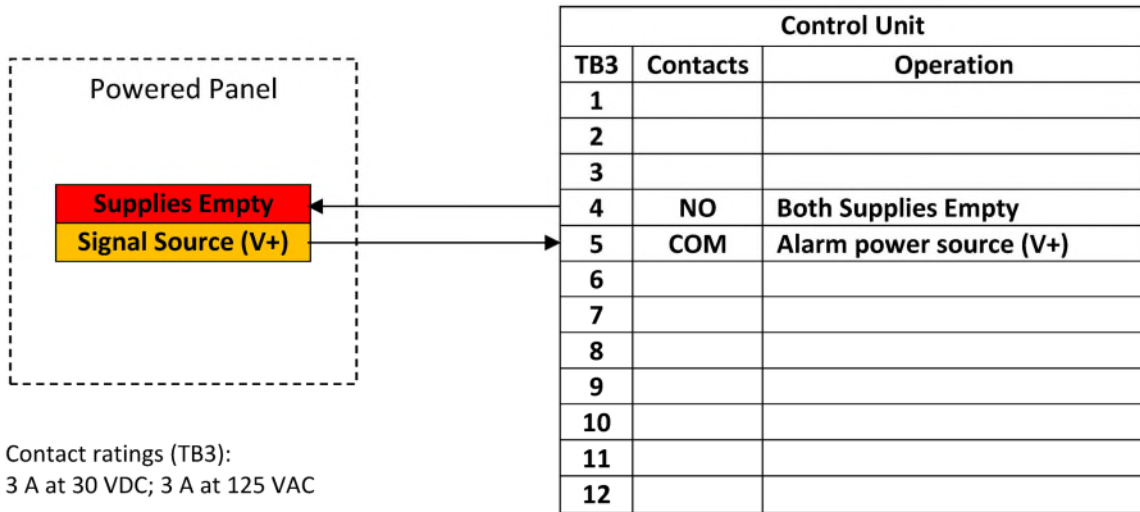 Powered Panel
Supplies Empty
Signal Source (V+)
Contact ratings (TB3):
3 A at 30 VDC; 3 A at 125 VAC
Control Unit
TB3 Contacts Operation
1
2
3
4 NO Both Supplies Empty
5 COM Alarm power source (V+)
6
7
8
9
10
11
12